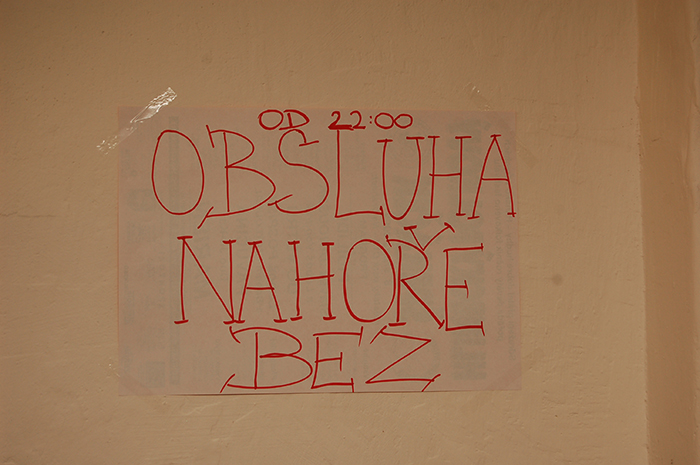 OD 22:00
OBSLUHA
NAHOŘE
BEZ